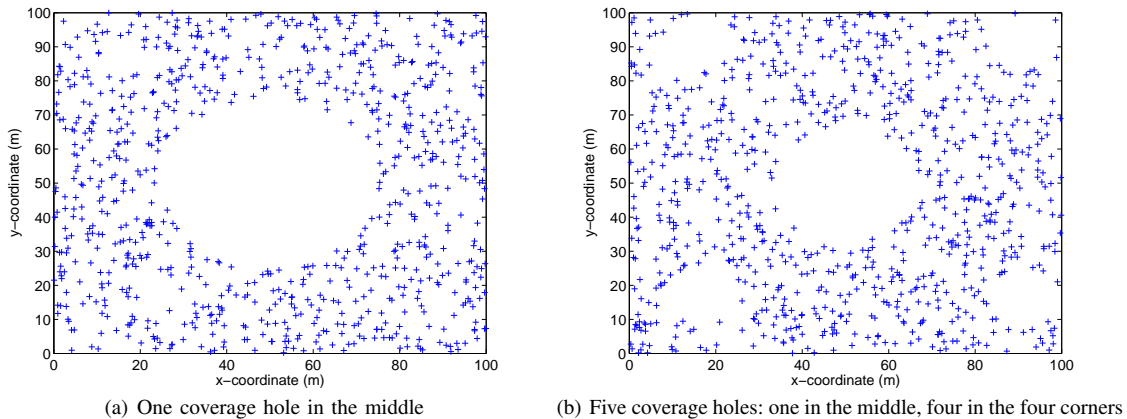 100
90
80
70
60
50
40
30
20
10
0
y−coordinate (m)
0 20 40 60 80 100
x−coordinate (m)
(a) One coverage hole in the middle
100
90
80
70
60
50
40
30
20
10
0
y−coordinate (m)
0 20 40 60 80 100
x−coordinate (m)
(b) Five coverage holes: one in the middle, four in the four corners